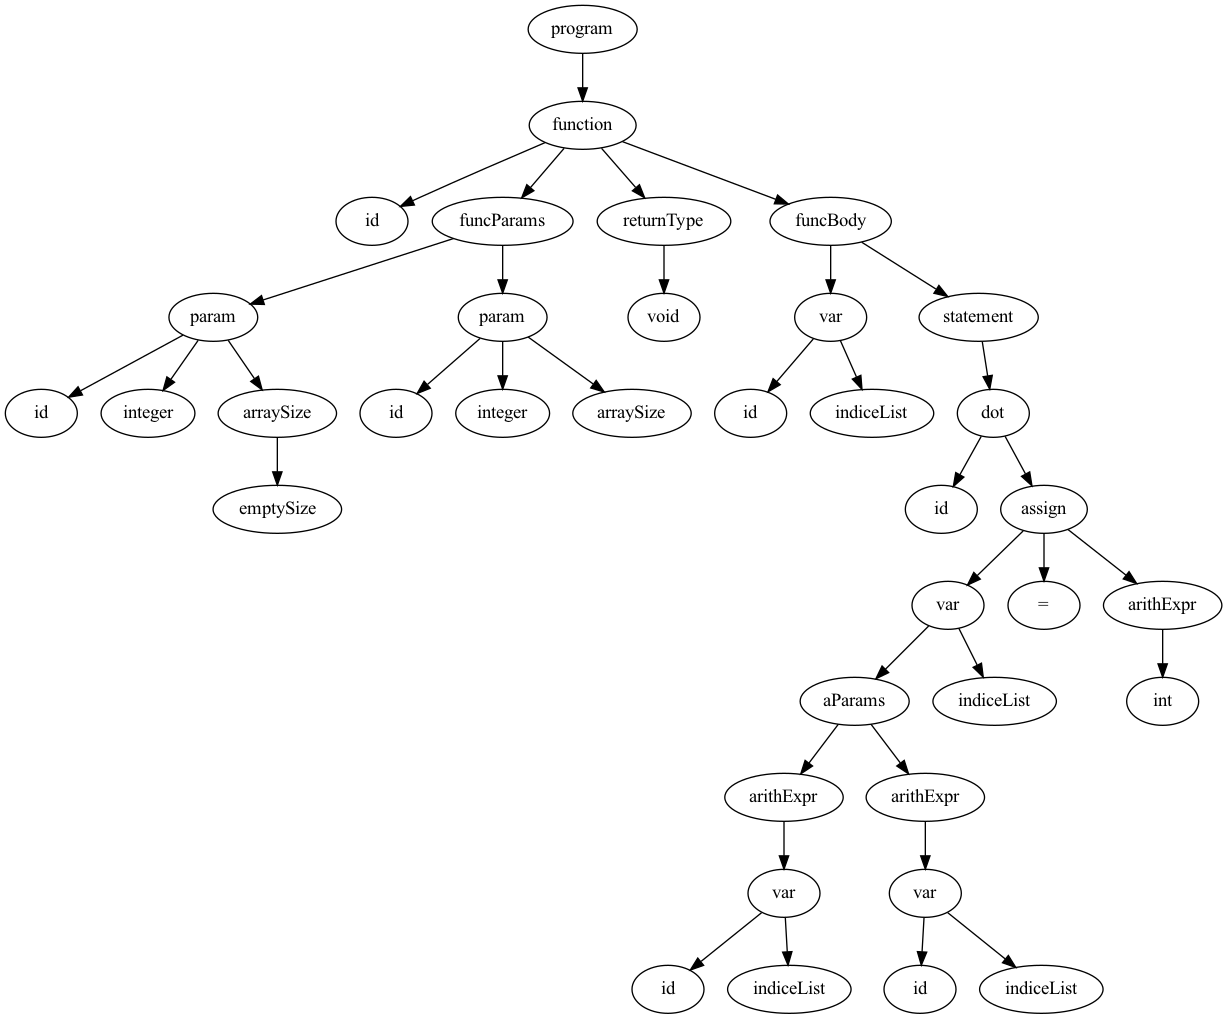 program
function
id funcParams returnType funcBody
param param void var statement
id integer arraySize id integer arraySize id indiceList dot
emptySize id assign
var = arithExpr
aParams indiceList int
arithExpr arithExpr
var var
id indiceList id indiceList